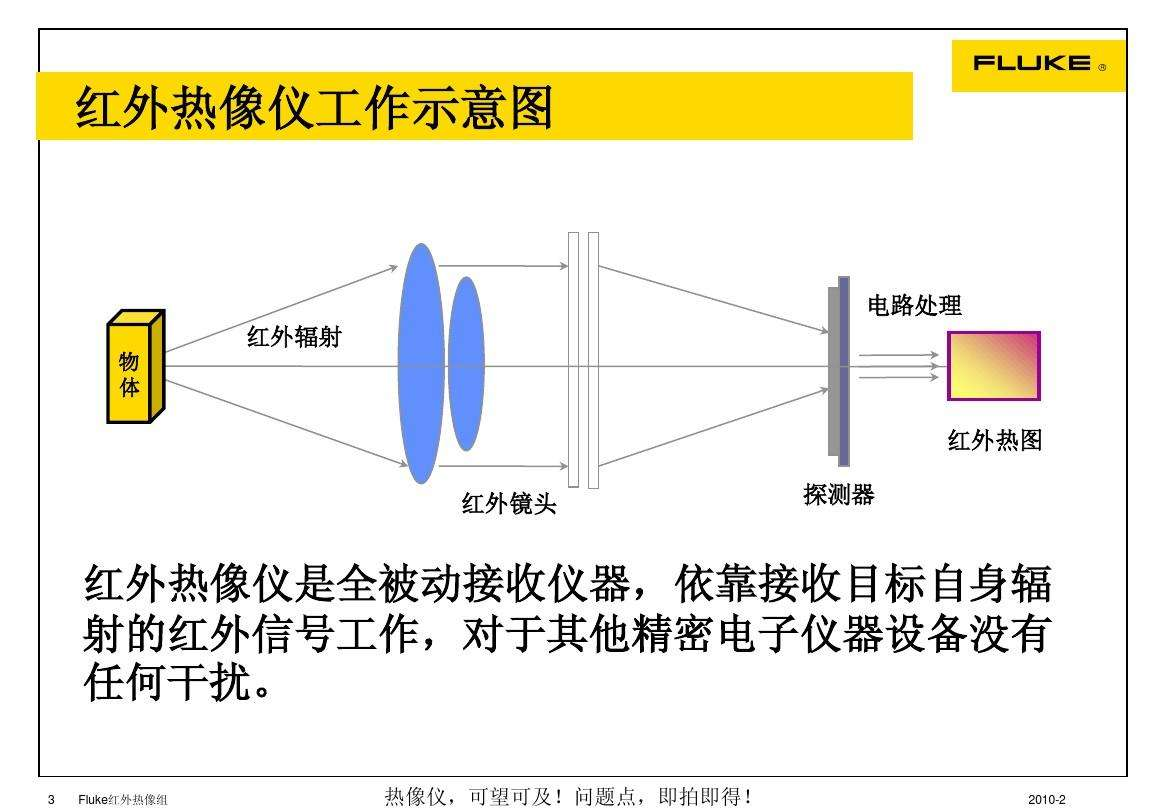 FLUKE ®
红外热像仪工作示意图
电路处理
红外辐射
物
体
红外热图
探测器
红外镜头
红外热像仪是全被动接收仪器，依靠接收目标自身辐
射的红外信号工作，对于其他精密电子仪器设备没有
任何干扰。
3 Fluke红外热像组 热像仪，可望可及！问题点，即拍即得！ 2010-2